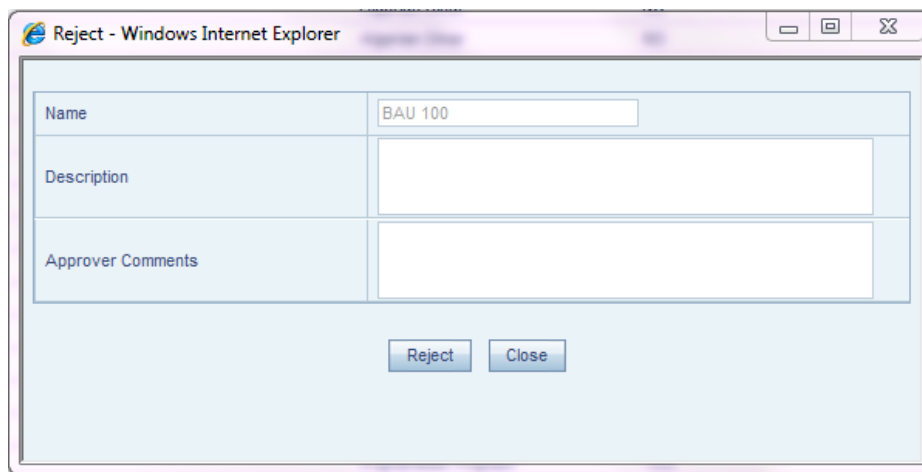 Reject - Windows Internet Explorer
Name
BAU 100
Description
Approver Comments
Reject Close